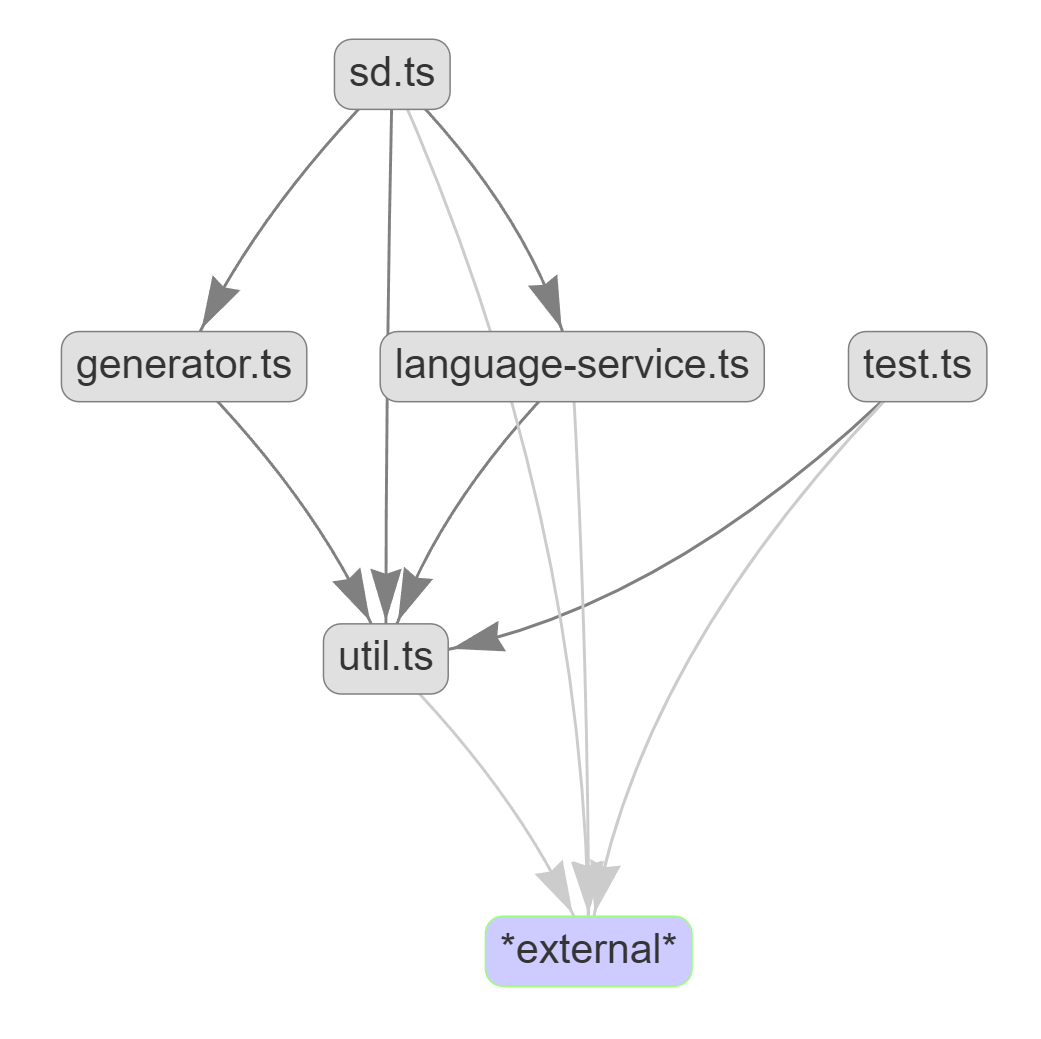 sd.ts
generator.ts
language-service.ts
test.ts
util.ts
*external*